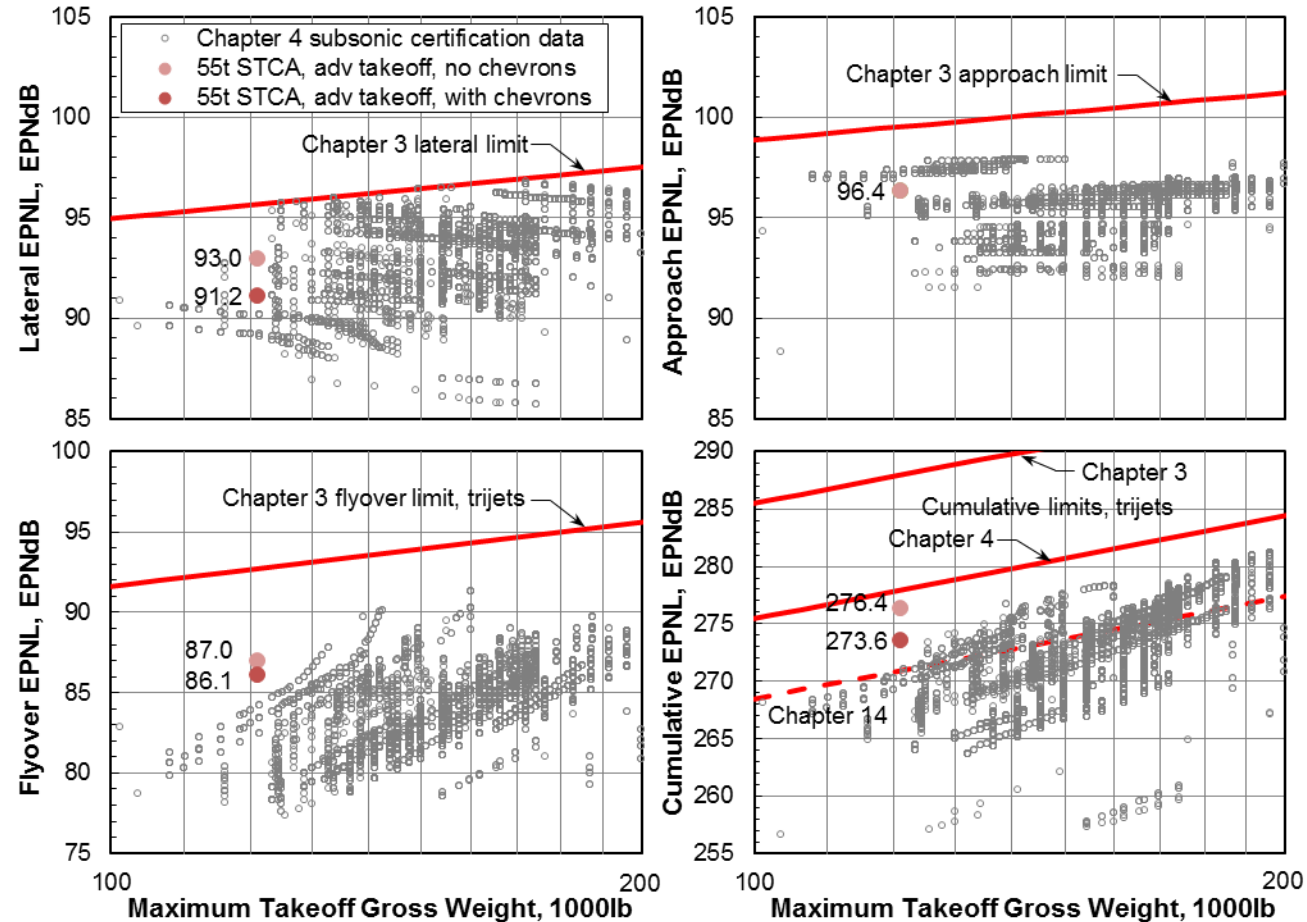 105
100
95
90
85
Lateral EPNL, EPNdB
Chapter 4 subsonic certification data
55t STCA, adv takeoff, no chevrons
55t STCA, adv takeoff, with chevrons
Chapter 3 lateral limit
93.0
91.2
105
100
95
90
85
Approach EPNL, EPNdB
Chapter 3 approach limit
96.4
100
95
90
85
80
75
Flyover EPNL, EPNdB
Chapter 3 flyover limit, trijets
87.0
86.1
100
200
Maximum Takeoff Gross Weight, 1000lb
290
285
280
275
270
265
260
255
Cumulative EPNL, EPNdB
Chapter 3
Cumulative limits, trijets
Chapter 4
276.4
273.6
Chapter 14
100
200
Maximum Takeoff Gross Weight, 1000lb